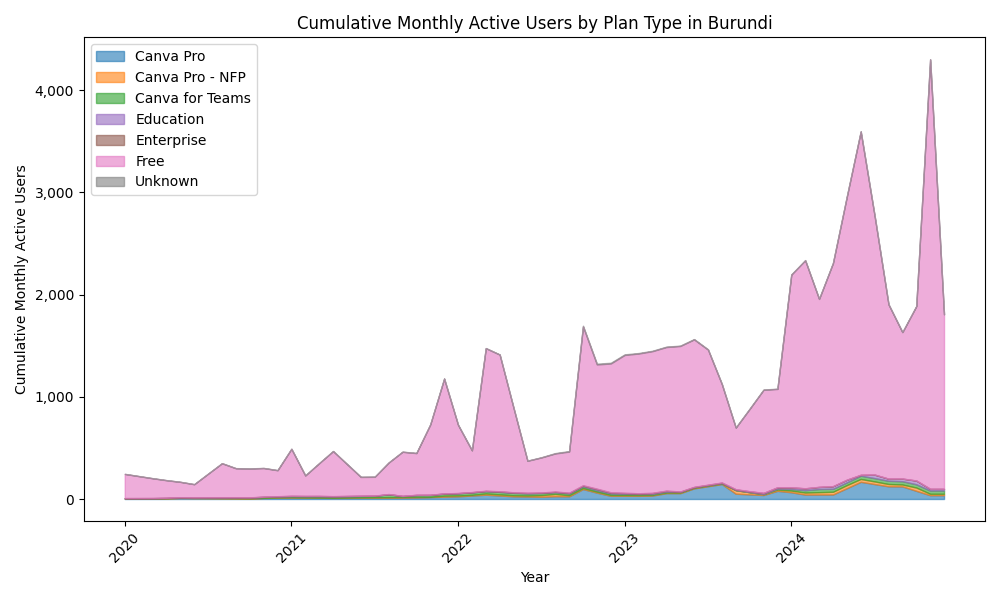 Cumulative Monthly Active Users by Plan Type in Burundi
Canva Pro
Canva Pro - NFP
Canva for Teams
Education
Enterprise
Free
Unknown
Cumulative Monthly Active Users
4,000
3,000
2,000
1,000
0
2020
2021
2022
2023
2024
Year